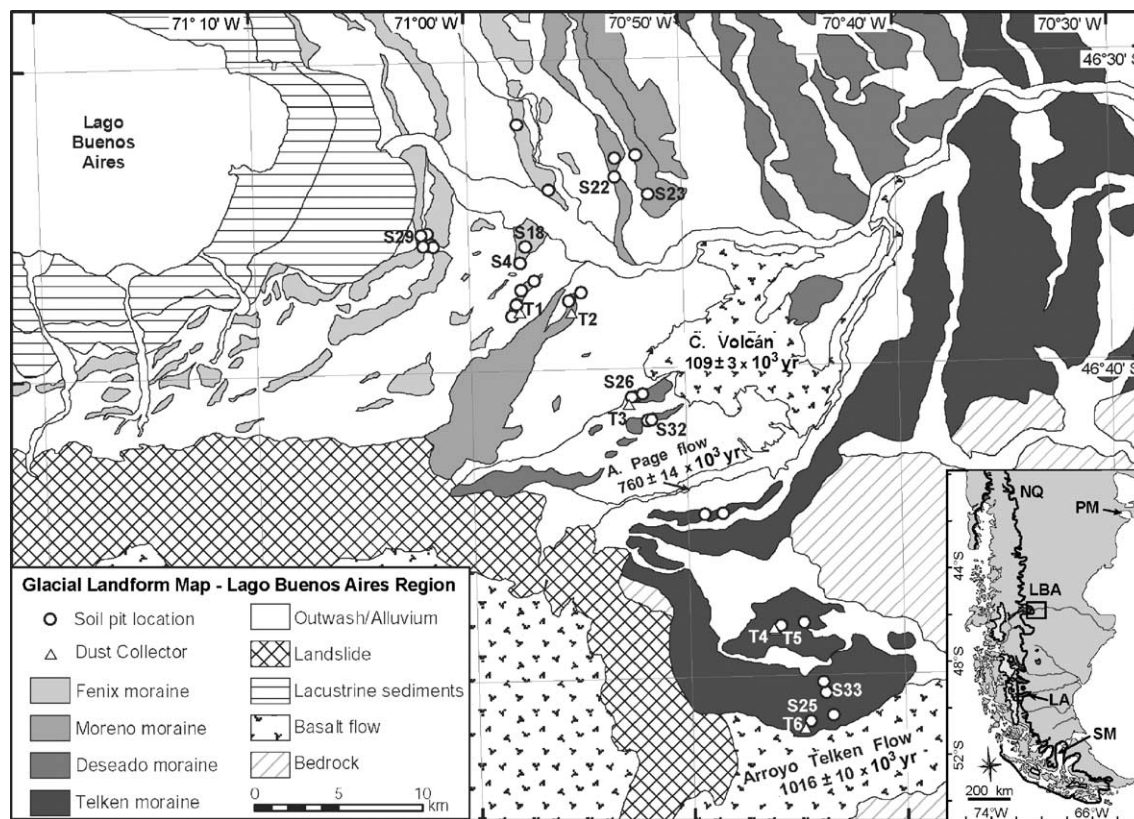 71°10' W
71°00' W
70°50' W
70°40' W
70°30' W
46°30' S
Lago
Buenos
Aires
S22
S23
S29
S18
S4
T1
T2
C. Volcán
109 ± 3 x 10³ yr
46°40' S
S26
T3
S32
A. Page flow
760 ± 14 x 10³ yr
NQ
PM
44°S
LBA
Glacial Landform Map - Lago Buenos Aires Region
Soil pit location
Outwash/Alluvium
Dust Collector
Landslide
Fenix moraine
Lacustrine sediments
Moreno moraine
Basalt flow
Deseado moraine
Bedrock
Telken moraine
0 5 10
km
T4
T5
S33
S25
T6
Arroyo Telken Flow
1016 ± 10 x 10³ yr
48°S
LA
SM
52°S
200 km
74°W
66°W